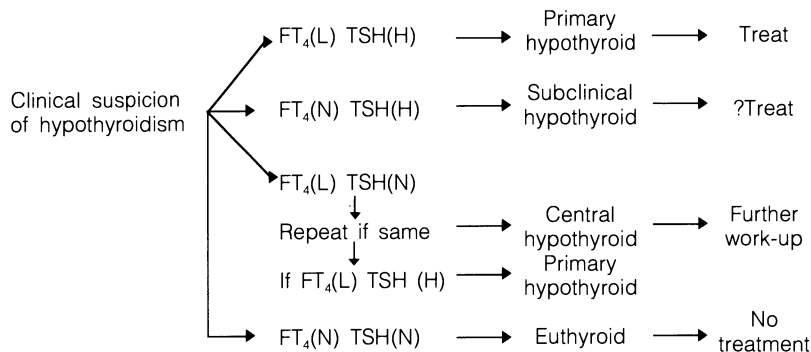 Clinical suspicion
of hypothyroidism
FT₄(L) TSH(H)
Primary
hypothyroid
Treat
FT₄(N) TSH(H)
Subclinical
hypothyroid
?Treat
FT₄(L) TSH(N)
Repeat if same
Central
hypothyroid
Further
work-up
If FT₄(L) TSH (H)
Primary
hypothyroid
FT₄(N) TSH(N)
Euthyroid
No
treatment